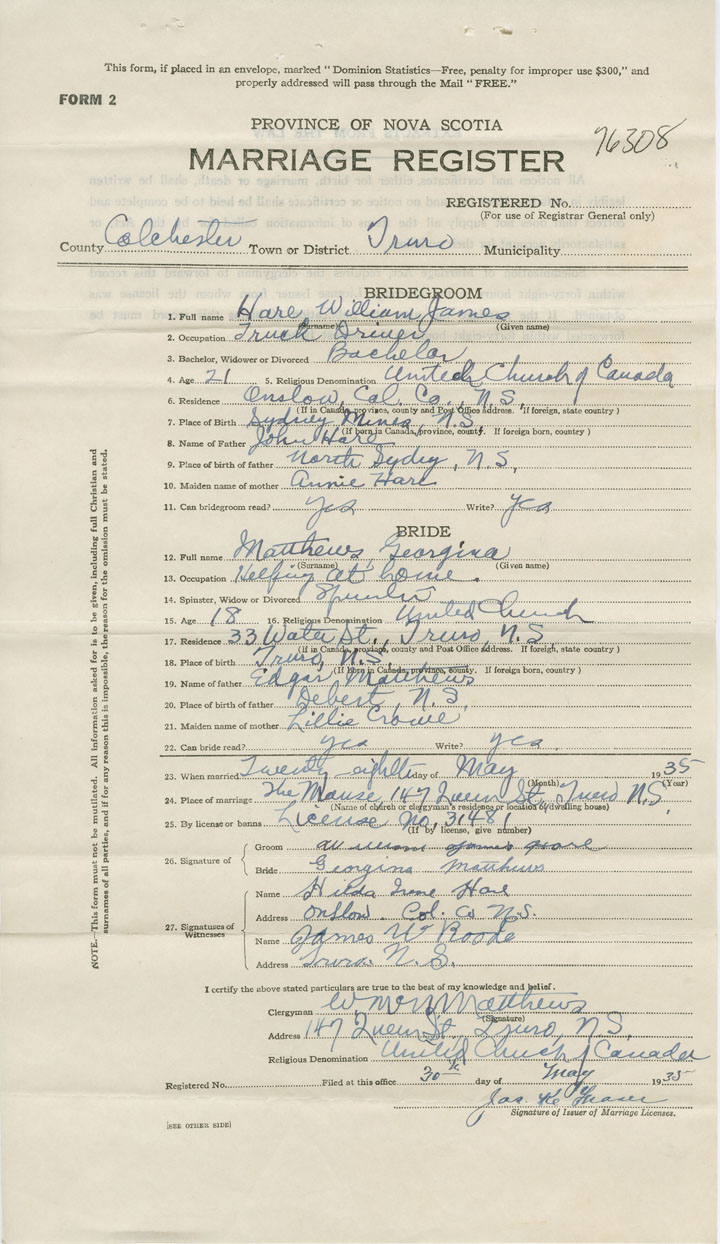 This form, if placed in an envelope, marked "Dominion Statistics—Free, penalty for improper use $300," and
properly addressed will pass through the Mail "FREE."
FORM 2
PROVINCE OF NOVA SCOTIA
76308
MARRIAGE REGISTER
REGISTERED No.
(For use of Registrar General only)
County Colchester Town or District Truro Municipality
BRIDEGROOM
1. Full name Hare William James
(Surname) (Given name)
2. Occupation Truck Driver
3. Bachelor, Widower or Divorced Bachelor
4. Age 21 5. Religious Denomination United Church of Canada
6. Residence Onslow, Col. Co., N.S.
(If in Canada, province, county and Post Office address. If foreign, state country)
7. Place of Birth Sydney Mines, N.S.
(If born in Canada, province, county. If foreign born, country)
8. Name of Father John Hare
9. Place of birth of father North Sydney, N.S.
10. Maiden name of mother Annie Hare
11. Can bridegroom read? Yes Write? Yes
BRIDE
12. Full name Matthews, Georgina
(Surname) (Given name)
13. Occupation Helping at home.
14. Spinster, Widow or Divorced Spinster
15. Age 18 16. Religious Denomination United Church
17. Residence 33 Water St., Truro, N.S
(If in Canada, province, county and Post Office address. If foreign, state country)
18. Place of birth Truro, N.S.
(If born in Canada, province, county. If foreign born, country)
19. Name of father Edgar Matthews
20. Place of birth of father Debert, N.S.
21. Maiden name of mother Lillie Crowe
22. Can bride read? Yes Write? Yes.
23. When married Twenty-eighth day of May 1935
(Month) (Year)
24. Place of marriage The Manse, 147 Queen St, Truro N.S.
(Name of church or clergyman's residence or location of dwelling house)
25. By license or banns License No. 31481
(If by license, give number)
26. Signature of
Groom William James Hare
Bride Georgina Matthews
27. Signatures of Witnesses
Name Hilda Irene Hare
Address Onslow. Col. Co N.S.
Name James W
Address Truro. N.S.
I certify the above stated particulars are true to the best of my knowledge and belief.
Clergyman Matthews
(Signature)
Address 147 Queen St., Truro, N.S.
Religious Denomination United Church of Canada
Registered No. Filed at this office 30th day of May 1935
Jas. Fraser
Signature of Issuer of Marriage Licenses.
[SEE OTHER SIDE]
NOTE—This form must not be mutilated. All information asked for is to be given, including full Christian and
surnames of all parties, and if for any reason this is impossible, the reason for the omission must be stated.